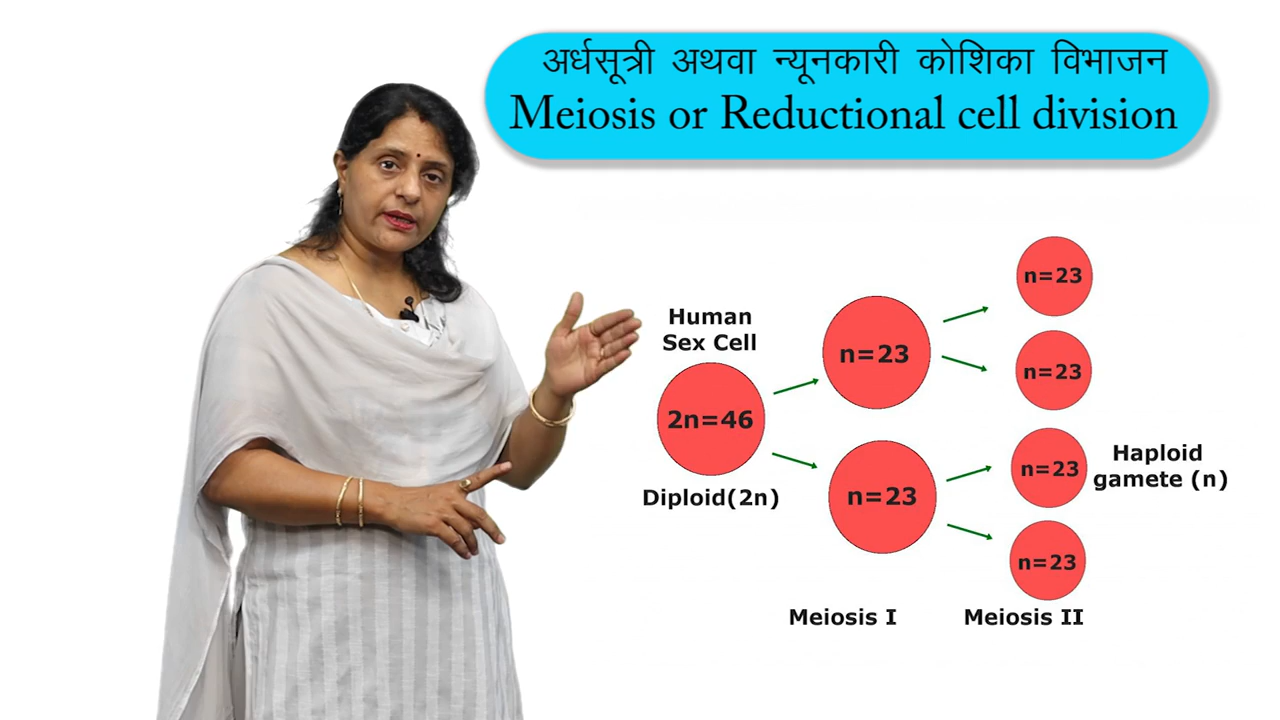 अर्धसूत्री अथवा न्यूनकारी कोशिका विभाजन
Meiosis or Reductional cell division
Human
Sex Cell
2n=46
Diploid(2n)
n=23
n=23
Meiosis I
n=23
n=23
n=23
n=23
Haploid
gamete (n)
Meiosis II